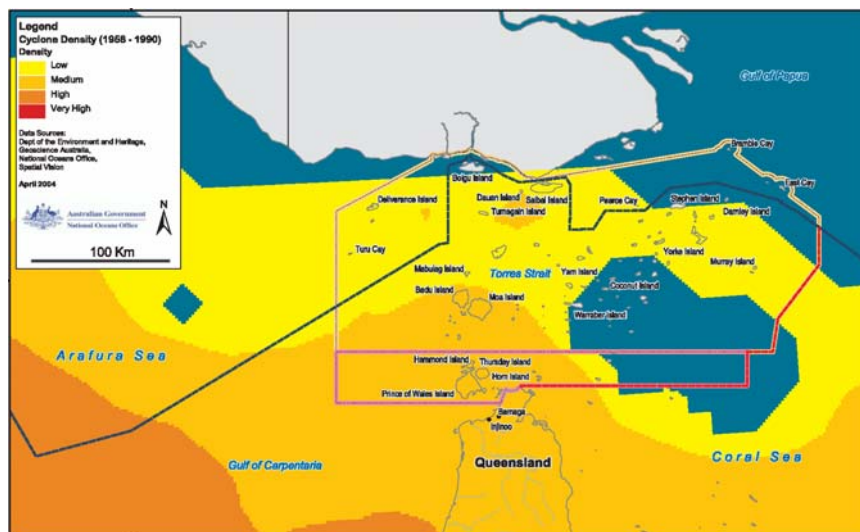 Legend
Cyclone Density (1958 - 1990)
Density
Low
Medium
High
Very High
Data Sources:
Dept of the Environment and Heritage,
Geoscience Australia,
National Oceans Office,
Spatial Vision
April 2004
N
Australian Government
National Oceans Office
100 Km
Gulf of Papua
Bramble Cay
Boigu Island
East Cay
Deliverance Island
Dauan Island
Saibai Island
Pearce Cay
Stephen Island
Turnagain Island
Darnley Island
Turu Cay
Yorke Island
Mabuiag Island
Torres Strait
Yam Island
Murray Island
Badu Island
Moa Island
Coconut Island
Warraber Island
Arafura Sea
Hammond Island
Thursday Island
Horn Island
Prince of Wales Island
Bamaga
Injinoo
Gulf of Carpentaria
Queensland
Coral Sea